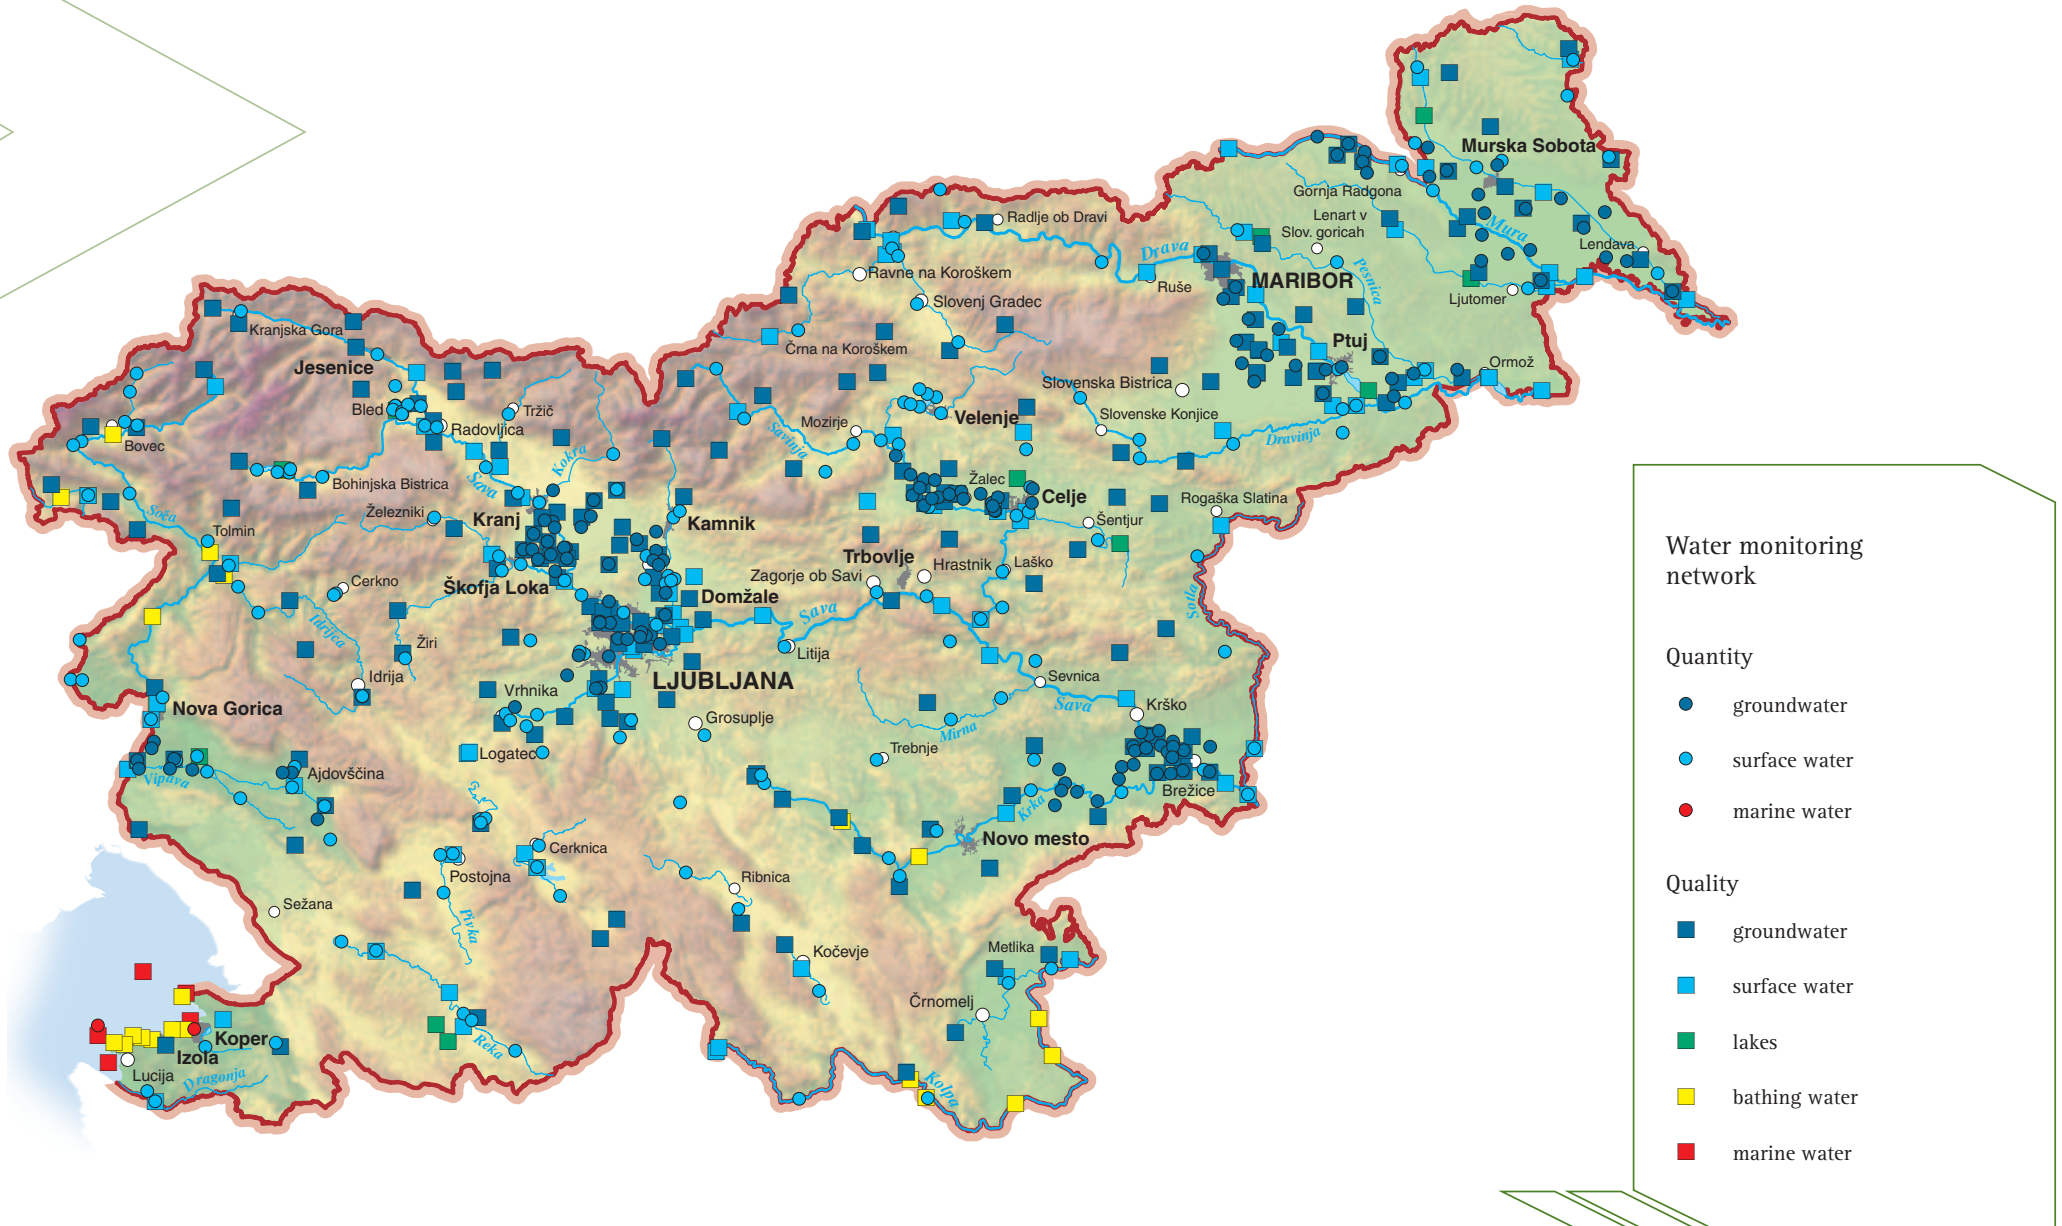 Murska Sobota
Gornja Radgona
Lenart v
Slov. goricah
Radlje ob Dravi
Mura
Lendava
Drava
Pesnica
Ravne na Koroškem
MARIBOR
Ruše
Ljutomer
Slovenj Gradec
Kranjska Gora
Črna na Koroškem
Ptuj
Jesenice
Ormož
Slovenska Bistrica
Bled
Tržič
Slovenske Konjice
Velenje
Mozirje
Radovljica
Savinja
Dravinja
Bovec
Kokra
Bohinjska Bistrica
Sava
Žalec
Celje
Rogaška Slatina
Soča
Železniki
Kranj
Kamnik
Šentjur
Tolmin
Trbovlje
Hrastnik
Laško
Zagorje ob Savi
Cerkno
Škofja Loka
Domžale
Sava
Sotla
Idrijca
Žiri
Litija
Idrija
LJUBLJANA
Sevnica
Vrhnika
Sava
Krško
Nova Gorica
Grosuplje
Mirna
Logatec
Trebnje
Vipava
Ajdovščina
Brežice
Krka
Novo mesto
Cerknica
Postojna
Ribnica
Sežana
Pivka
Metlika
Kočevje
Črnomelj
Koper
Izola
Reka
Lucija
Dragonja
Kolpa
Water monitoring
network
Quantity
groundwater
surface water
marine water
Quality
groundwater
surface water
lakes
bathing water
marine water